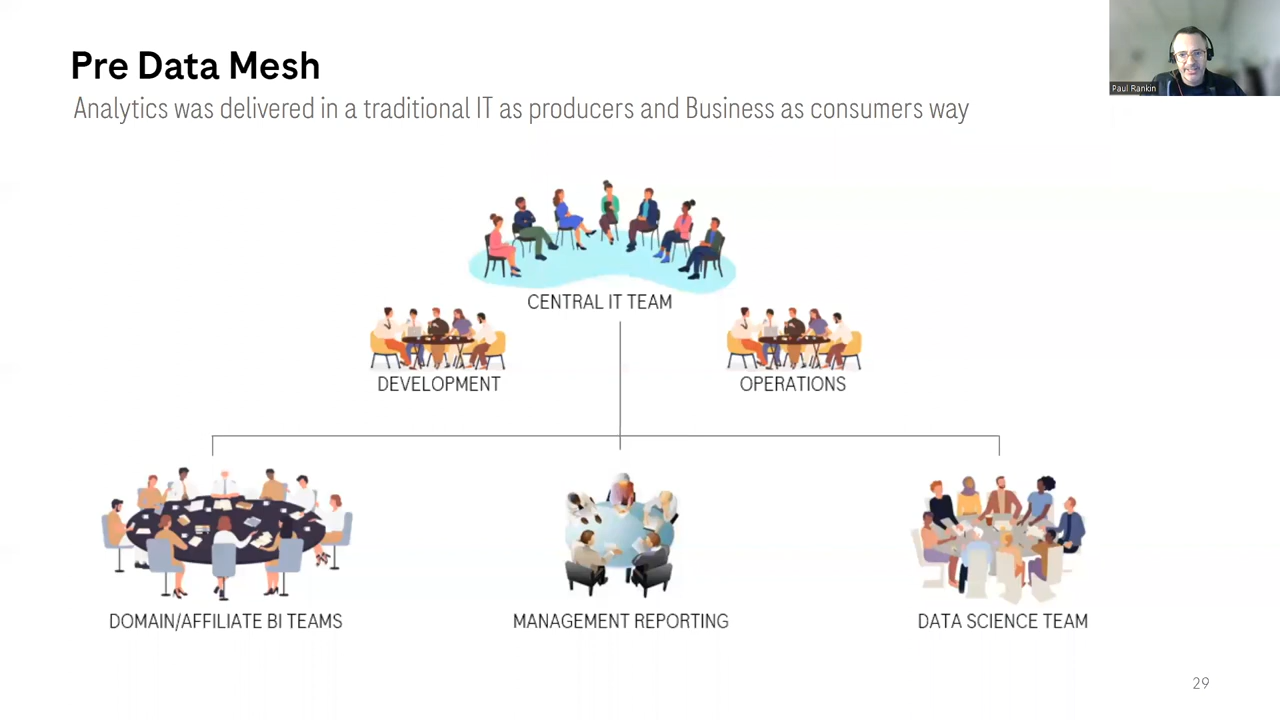 Pre Data Mesh
Analytics was delivered in a traditional IT as producers and Business as consumers way
Paul Rankin
CENTRAL IT TEAM
DEVELOPMENT
OPERATIONS
DOMAIN/AFFILIATE BI TEAMS
MANAGEMENT REPORTING
DATA SCIENCE TEAM
29